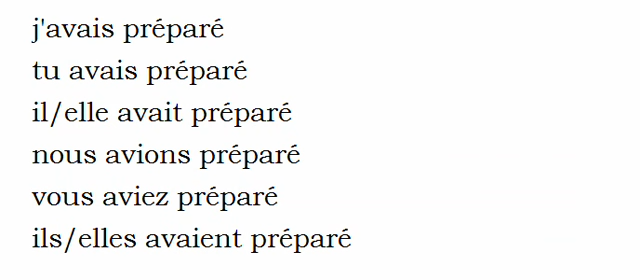 j'avais préparé
tu avais préparé
il/elle avait préparé
nous avions préparé
vous aviez préparé
ils/elles avaient préparé